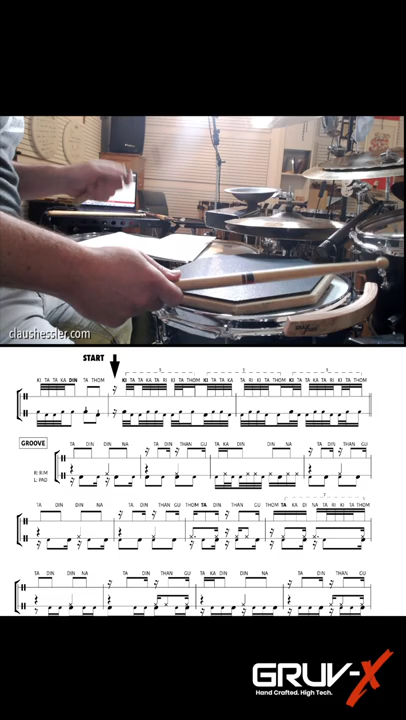 claushessler.com
START
KI TA TA KA DIN TA THOM KI TA TA KA TA RI KI TA THOM KI TA TA KA TA RI KI TA THOM KI TA TA KA TA RI KI TA THOM
5 5 5
GROOVE
TA DIN DIN NA TA DIN THAN GU TA KA DIN DIN NA TA DIN THAN GU
R: RIM
L: PAD
TA DIN DIN NA TA DIN THAN GU THOM TA DIN THAN GU THOM TA KA DI NA TA RI KI TA THOM
7
TA DIN DIN NA TA DIN THAN GU TA KA DIN DIN NA TA DIN THAN GU
GRUV-X
Hand Crafted. High Tech.